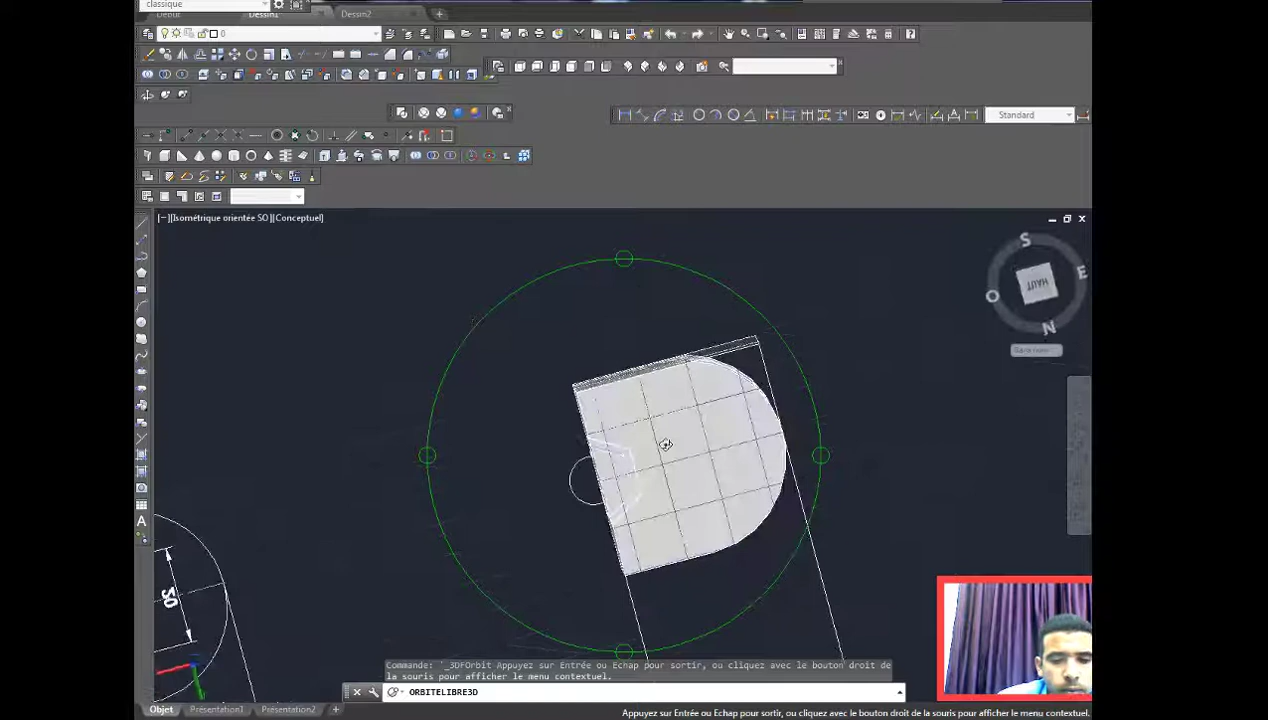 classique
Début Dessin1 Dessin2
0
Standard
[−][Isométrique orientée SO][Conceptuel]
S
E
HAUT
O
N
50
Commande: '_3DFOrbit Appuyez sur Entrée ou Echap pour sortir, ou cliquez avec le bouton droit de
la souris pour afficher le menu contextuel.
ORBITELIBRE3D
Objet Présentation1 Présentation2
Appuyez sur Entrée ou Echap pour sortir, ou cliquez avec le bouton droit de la souris pour afficher le menu contextuel.